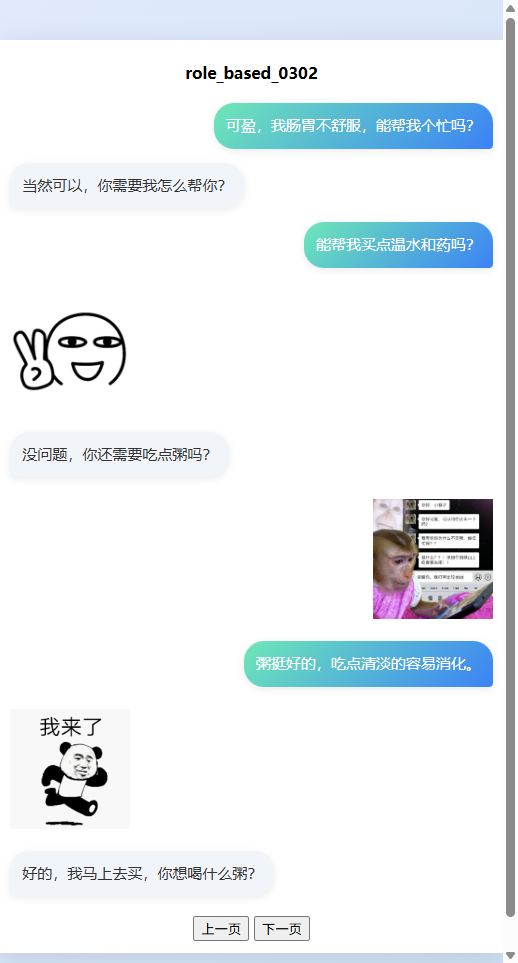 role_based_0302
可盈，我肠胃不舒服，能帮我个忙吗？
当然可以，你需要我怎么帮你？
能帮我买点温水和药吗？
没问题，你还需要吃点粥吗？
粥挺好的，吃点清淡的容易消化。
我来了
好的，我马上去买，你想喝什么粥？
上一页 下一页